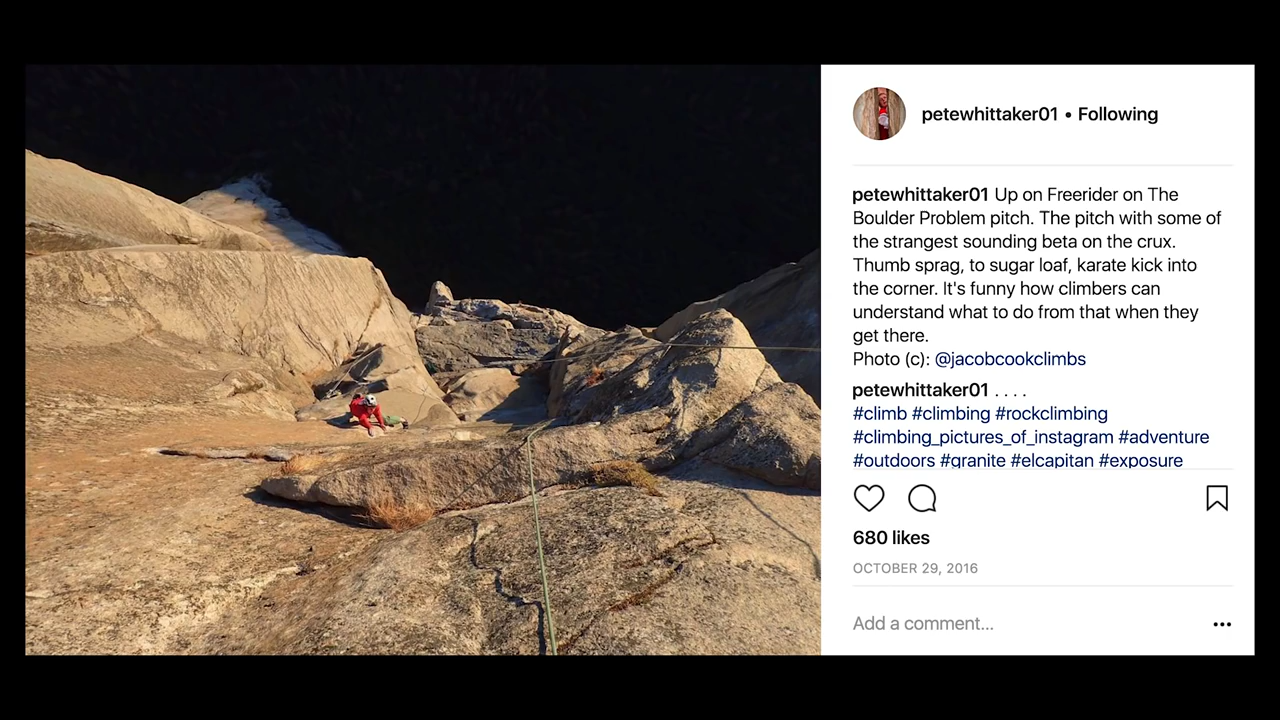 petewhittaker01 • Following
petewhittaker01 Up on Freerider on The
Boulder Problem pitch. The pitch with some of
the strangest sounding beta on the crux.
Thumb sprag, to sugar loaf, karate kick into
the corner. It's funny how climbers can
understand what to do from that when they
get there.
Photo (c): @jacobcookclimbs
petewhittaker01 . . . .
#climb #climbing #rockclimbing
#climbing_pictures_of_instagram #adventure
#outdoors #granite #elcapitan #exposure
680 likes
OCTOBER 29, 2016
Add a comment...